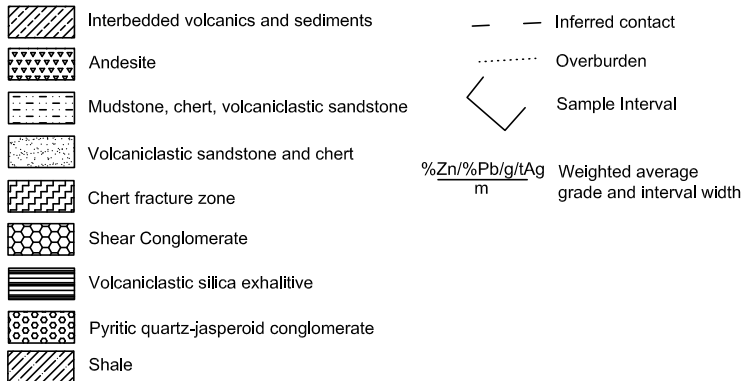 Interbedded volcanics and sediments
Andesite
Mudstone, chert, volcaniclastic sandstone
Volcaniclastic sandstone and chert
Chert fracture zone
Shear Conglomerate
Volcaniclastic silica exhalitive
Pyritic quartz-jasperoid conglomerate
Shale
Inferred contact
Overburden
Sample Interval
%Zn/%Pb/g/tAg
m
Weighted average
grade and interval width